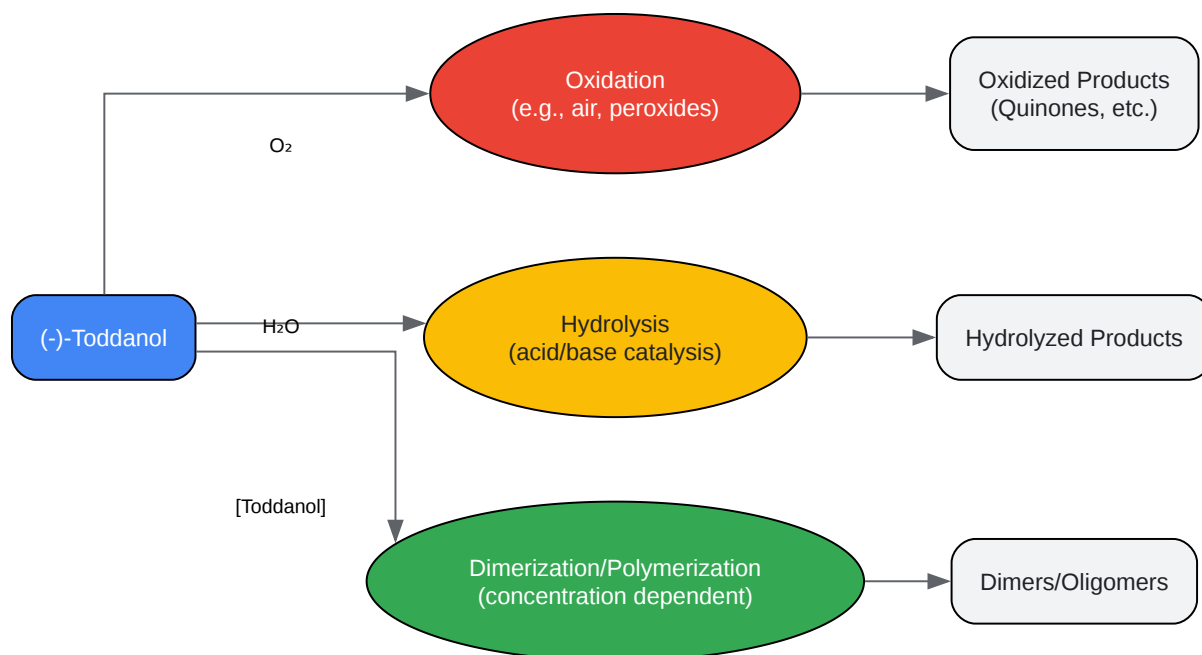 Oxidation
(e.g., air, peroxides)
Oxidized Products
(Quinones, etc.)
O₂
(-)-Toddanol
H₂O
Hydrolysis
(acid/base catalysis)
Hydrolyzed Products
[Toddanol]
Dimerization/Polymerization
(concentration dependent)
Dimers/Oligomers